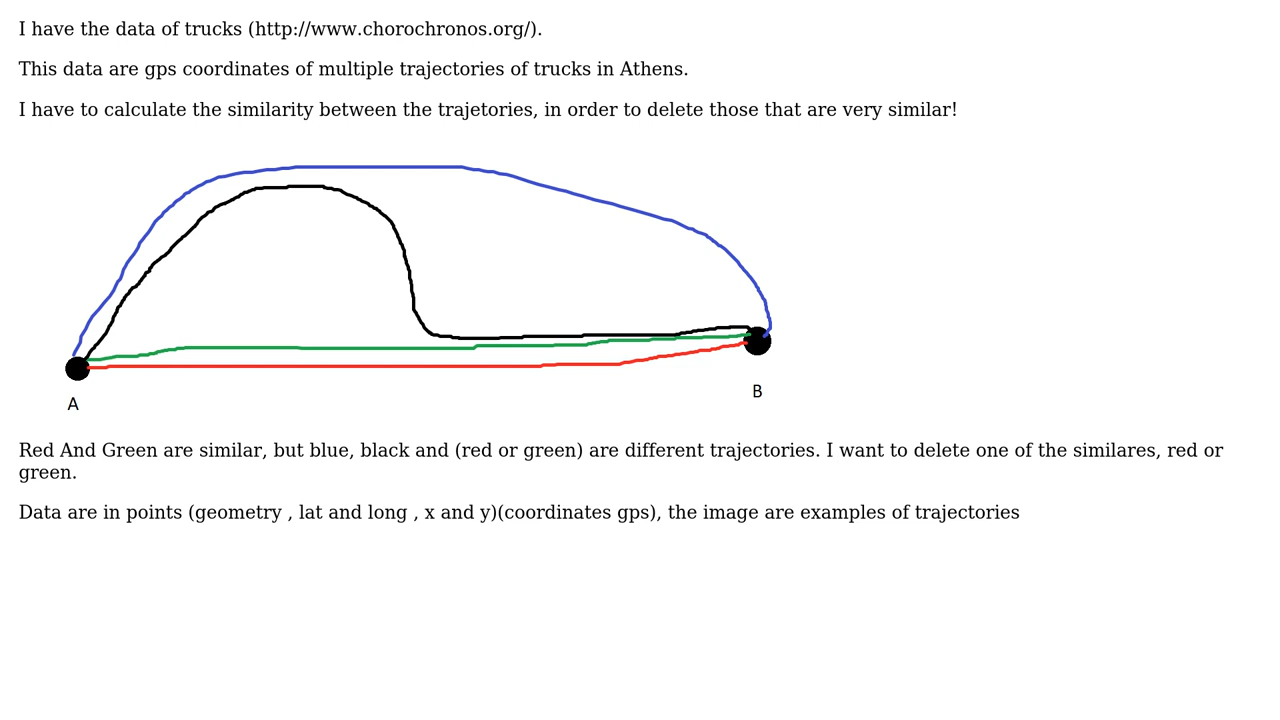 I have the data of trucks (http://www.chorochronos.org/).
This data are gps coordinates of multiple trajectories of trucks in Athens.
I have to calculate the similarity between the trajetories, in order to delete those that are very similar!
A
B
Red And Green are similar, but blue, black and (red or green) are different trajectories. I want to delete one of the similares, red or
green.
Data are in points (geometry , lat and long , x and y)(coordinates gps), the image are examples of trajectories